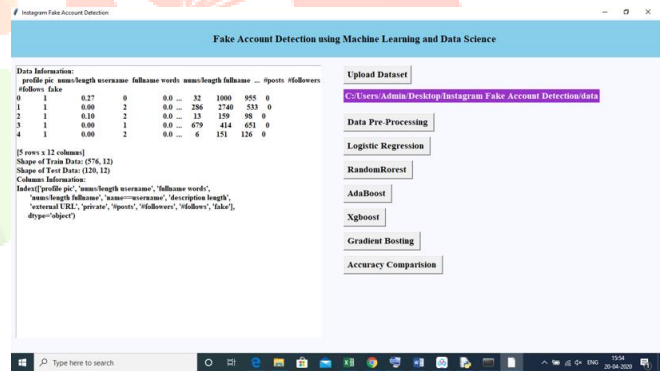 Instagram Fake Account Detection
Fake Account Detection using Machine Learning and Data Science
Data Information:
profile pic nums/length username fullname words nums/length fullname ... #posts #followers
#follows fake
0 1 0.27 0 0.0 ... 32 1000 955 0
1 1 0.00 2 0.0 ... 286 2740 533 0
2 1 0.10 2 0.0 ... 13 159 98 0
3 1 0.00 1 0.0 ... 679 414 651 0
4 1 0.00 2 0.0 ... 6 151 126 0
[5 rows x 12 columns]
Shape of Train Data: (576, 12)
Shape of Test Data: (120, 12)
Columns Information:
Index(['profile pic', 'nums/length username', 'fullname words',
'nums/length fullname', 'name==username', 'description length',
'external URL', 'private', '#posts', '#followers', '#follows', 'fake'],
dtype='object')
Upload Dataset
C:/Users/Admin/Desktop/Instagram Fake Account Detection/data
Data Pre-Processing
Logistic Regression
RandomRorest
AdaBoost
Xgboost
Gradient Bosting
Accuracy Comparision
Type here to search
ENG
15:54
20-04-2020